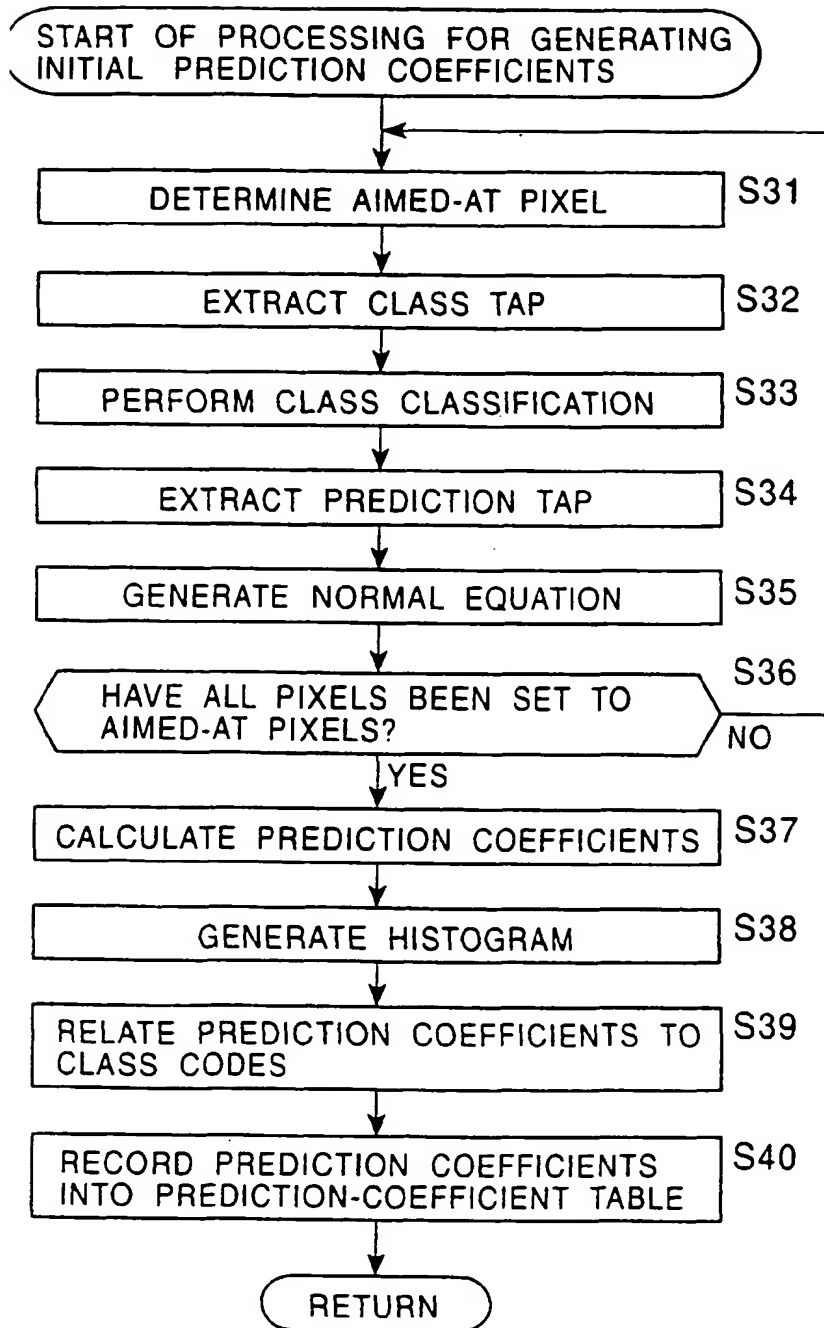 START OF PROCESSING FOR GENERATING
INITIAL PREDICTION COEFFICIENTS
DETERMINE AIMED-AT PIXEL
S31
EXTRACT CLASS TAP
S32
PERFORM CLASS CLASSIFICATION
S33
EXTRACT PREDICTION TAP
S34
GENERATE NORMAL EQUATION
S35
S36
HAVE ALL PIXELS BEEN SET TO
AIMED-AT PIXELS?
NO
YES
CALCULATE PREDICTION COEFFICIENTS
S37
GENERATE HISTOGRAM
S38
RELATE PREDICTION COEFFICIENTS TO
CLASS CODES
S39
RECORD PREDICTION COEFFICIENTS
INTO PREDICTION-COEFFICIENT TABLE
S40
RETURN